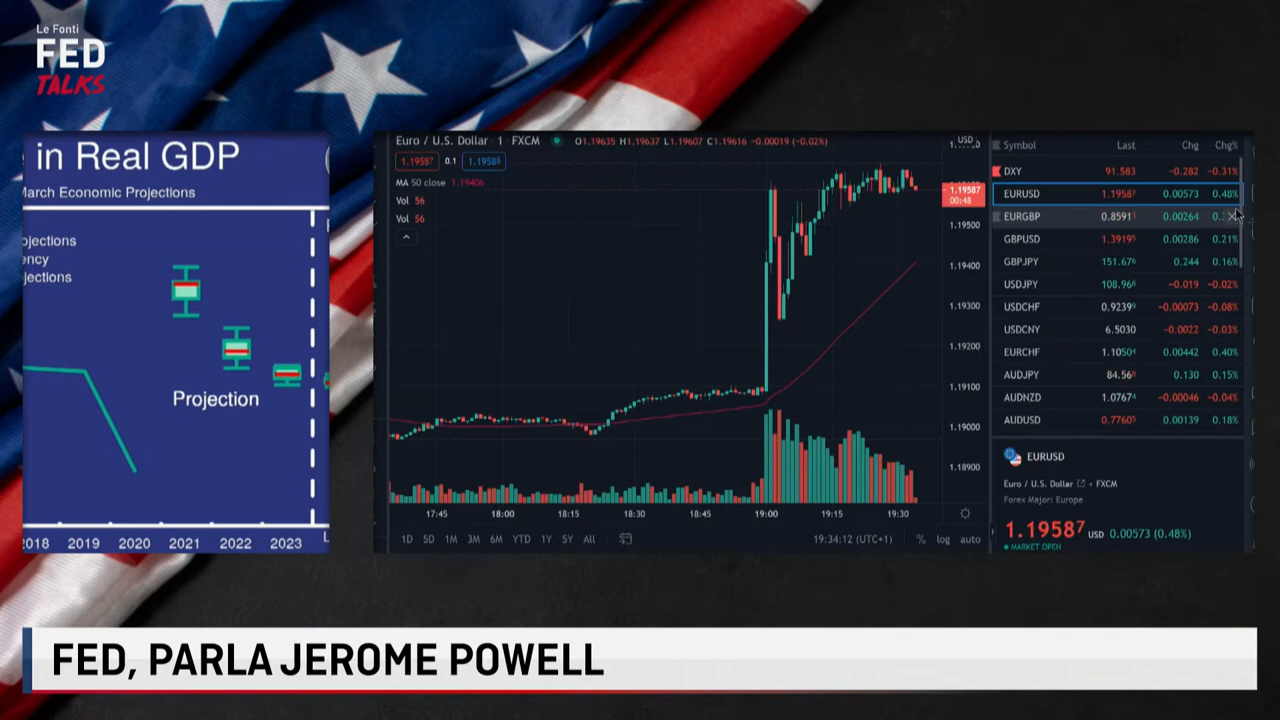 Le Fonti
FED
TALKS
in Real GDP
March Economic Projections
Projection
2018 2019 2020 2021 2022 2023
Euro / U.S. Dollar · 1 · FXCM O1.19635 H1.19637 L1.19607 C1.19616 -0.00019 (-0.02%)
1.19587 0.1 1.19588
MA 50 close 1.19406
Vol 56
Vol 56
USD
1.19587
00:48
1.19500
1.19400
1.19300
1.19200
1.19100
1.19000
1.18900
17:45 18:00 18:15 18:30 18:45 19:00 19:15 19:30
1D 5D 1M 3M 6M YTD 1Y 5Y All 19:34:12 (UTC+1) % log auto
Symbol Last Chg Chg%
DXY 91.583 -0.282 -0.31%
EURUSD 1.19587 0.00573 0.48%
EURGBP 0.8591 0.00264
GBPUSD 1.39195 0.00286 0.21%
GBPJPY 151.676 0.244 0.16%
USDJPY 108.968 -0.019 -0.02%
USDCHF 0.9239 -0.00073 -0.08%
USDCNY 6.5030 -0.0022 -0.03%
EURCHF 1.10504 0.00442 0.40%
AUDJPY 84.56 0.130 0.15%
AUDNZD 1.07674 -0.00046 -0.04%
AUDUSD 0.77605 0.00139 0.18%
EURUSD
Euro / U.S. Dollar • FXCM
Forex Major: Europe
1.19587 USD 0.00573 (0.48%)
MARKET OPEN
FED, PARLA JEROME POWELL